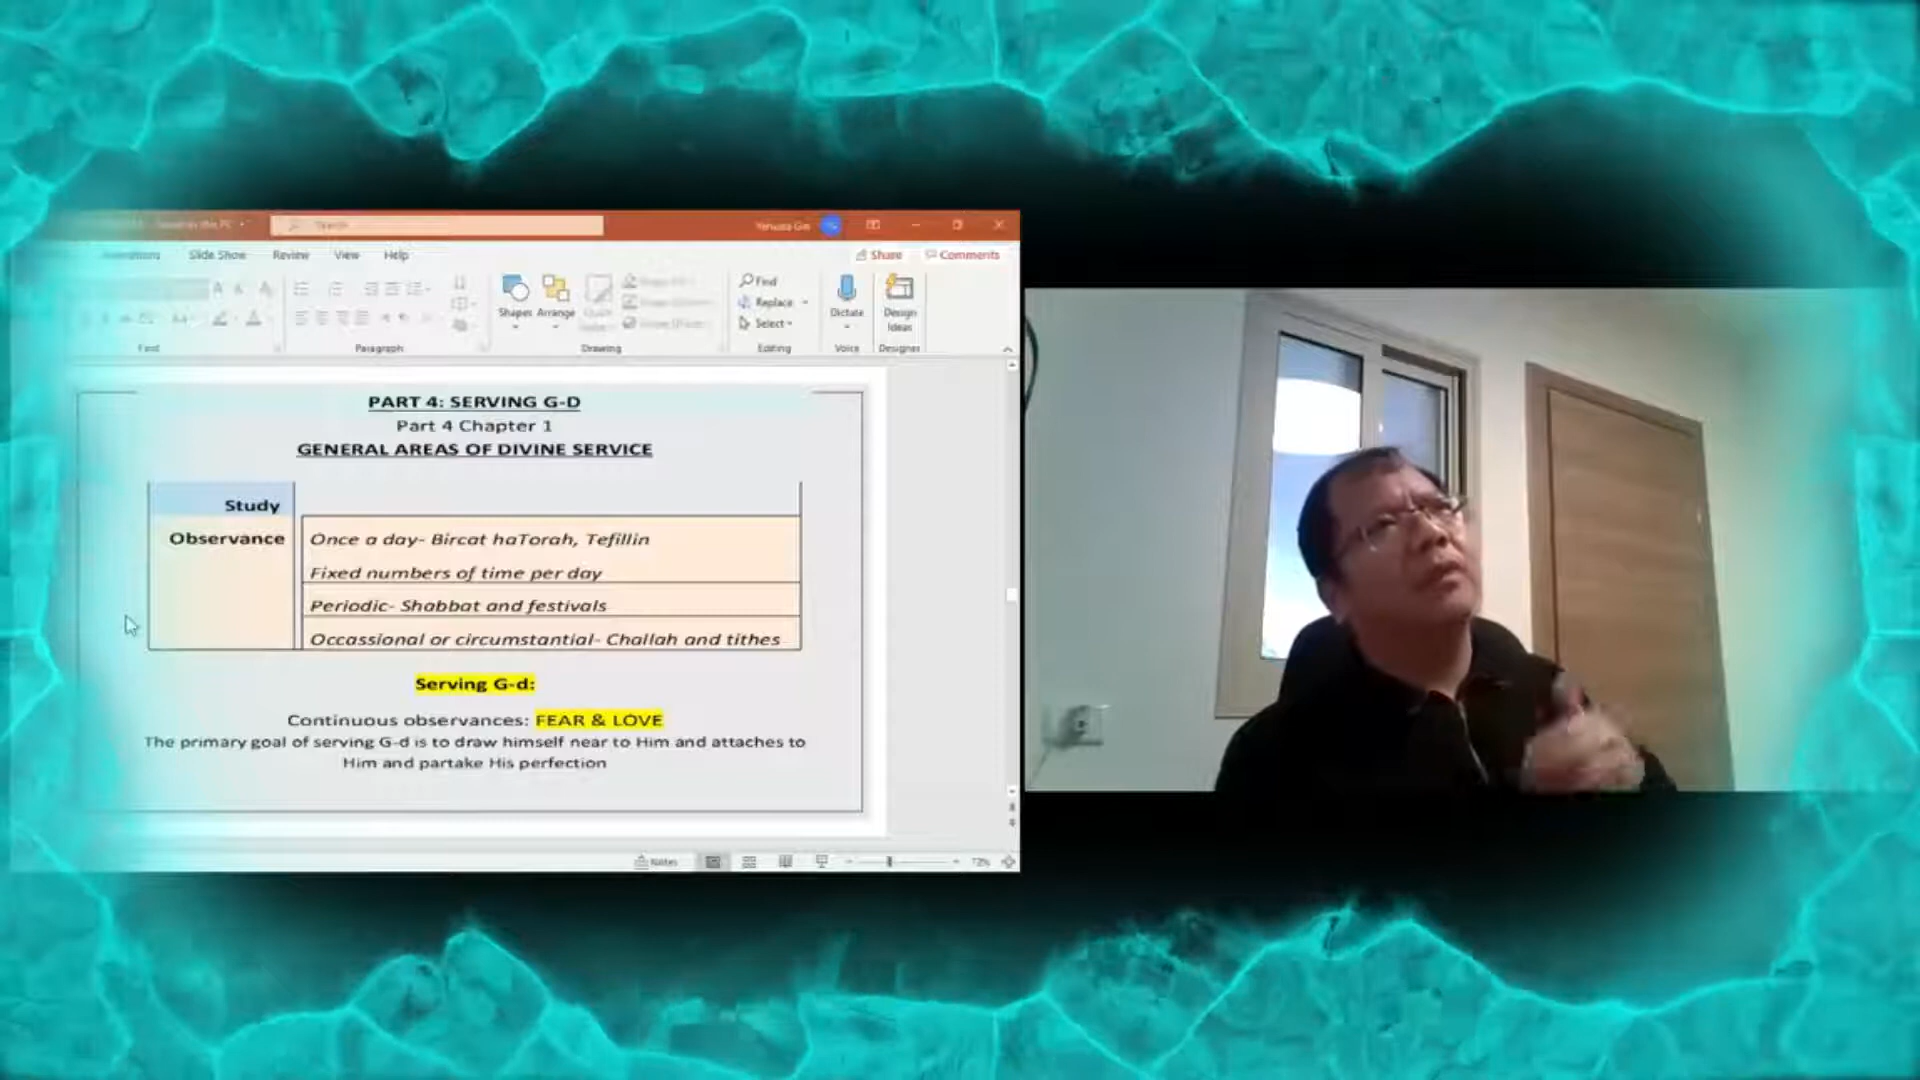 Search
Slide Show Review View Help
Share Comments
Shapes Arrange
Find
Replace
Select
Dictate
Design
Ideas
Font Paragraph Drawing Editing Voice Designer
PART 4: SERVING G-D
Part 4 Chapter 1
GENERAL AREAS OF DIVINE SERVICE
Study
Observance
Once a day- Bircat haTorah, Tefillin
Fixed numbers of time per day
Periodic- Shabbat and festivals
Occassional or circumstantial- Challah and tithes
Serving G-d:
Continuous observances: FEAR & LOVE
The primary goal of serving G-d is to draw himself near to Him and attaches to
Him and partake His perfection
Notes